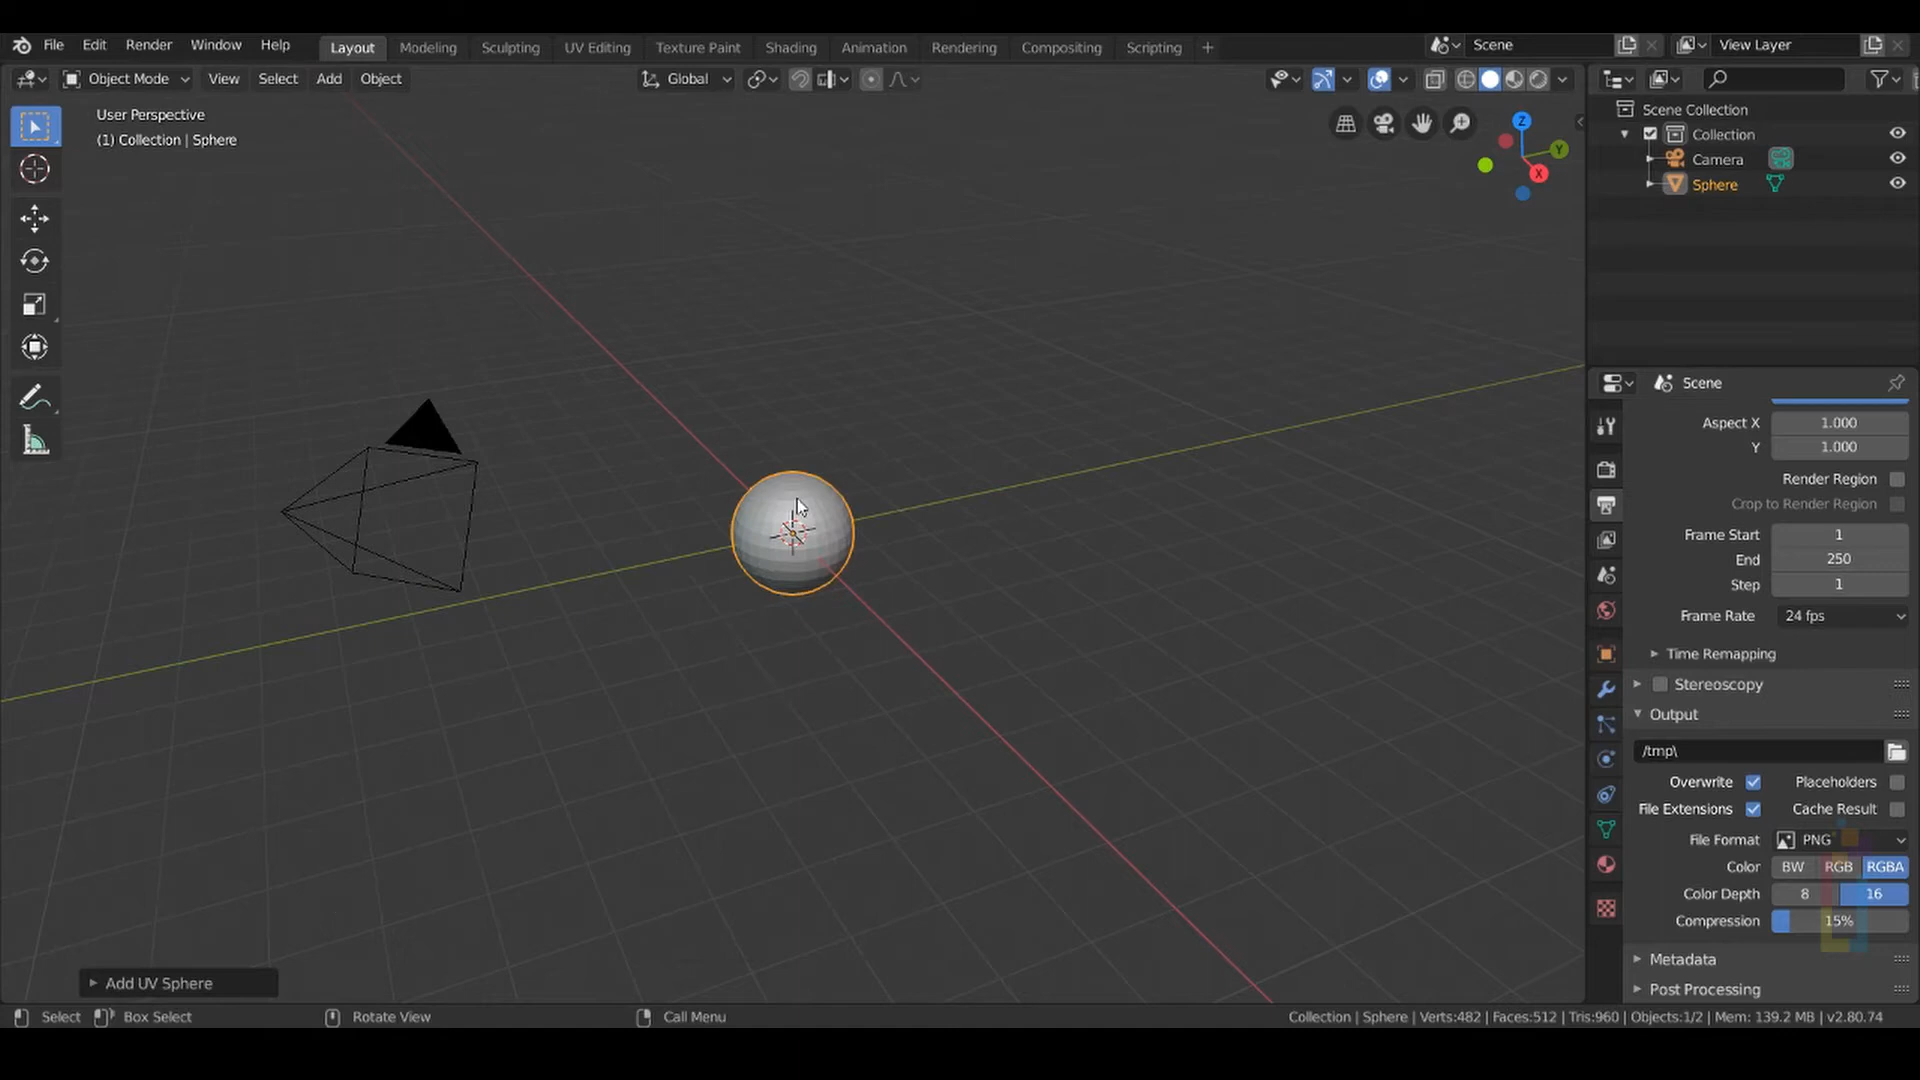 File Edit Render Window Help Layout Modeling Sculpting UV Editing Texture Paint Shading Animation Rendering Compositing Scripting + Scene View Layer
Object Mode View Select Add Object Global
User Perspective
(1) Collection | Sphere
Z
Y
X
Scene Collection
Collection
Camera
Sphere
Scene
Aspect X 1.000
Y 1.000
Render Region
Crop to Render Region
Frame Start 1
End 250
Step 1
Frame Rate 24 fps
Time Remapping
Stereoscopy
Output
/tmp\
Overwrite Placeholders
File Extensions Cache Result
File Format PNG
Color BW RGB RGBA
Color Depth 8 16
Compression 15%
Metadata
Post Processing
Add UV Sphere
Select Box Select Rotate View Call Menu Collection | Sphere | Verts:482 | Faces:512 | Tris:960 | Objects:1/2 | Mem: 139.2 MB | v2.80.74